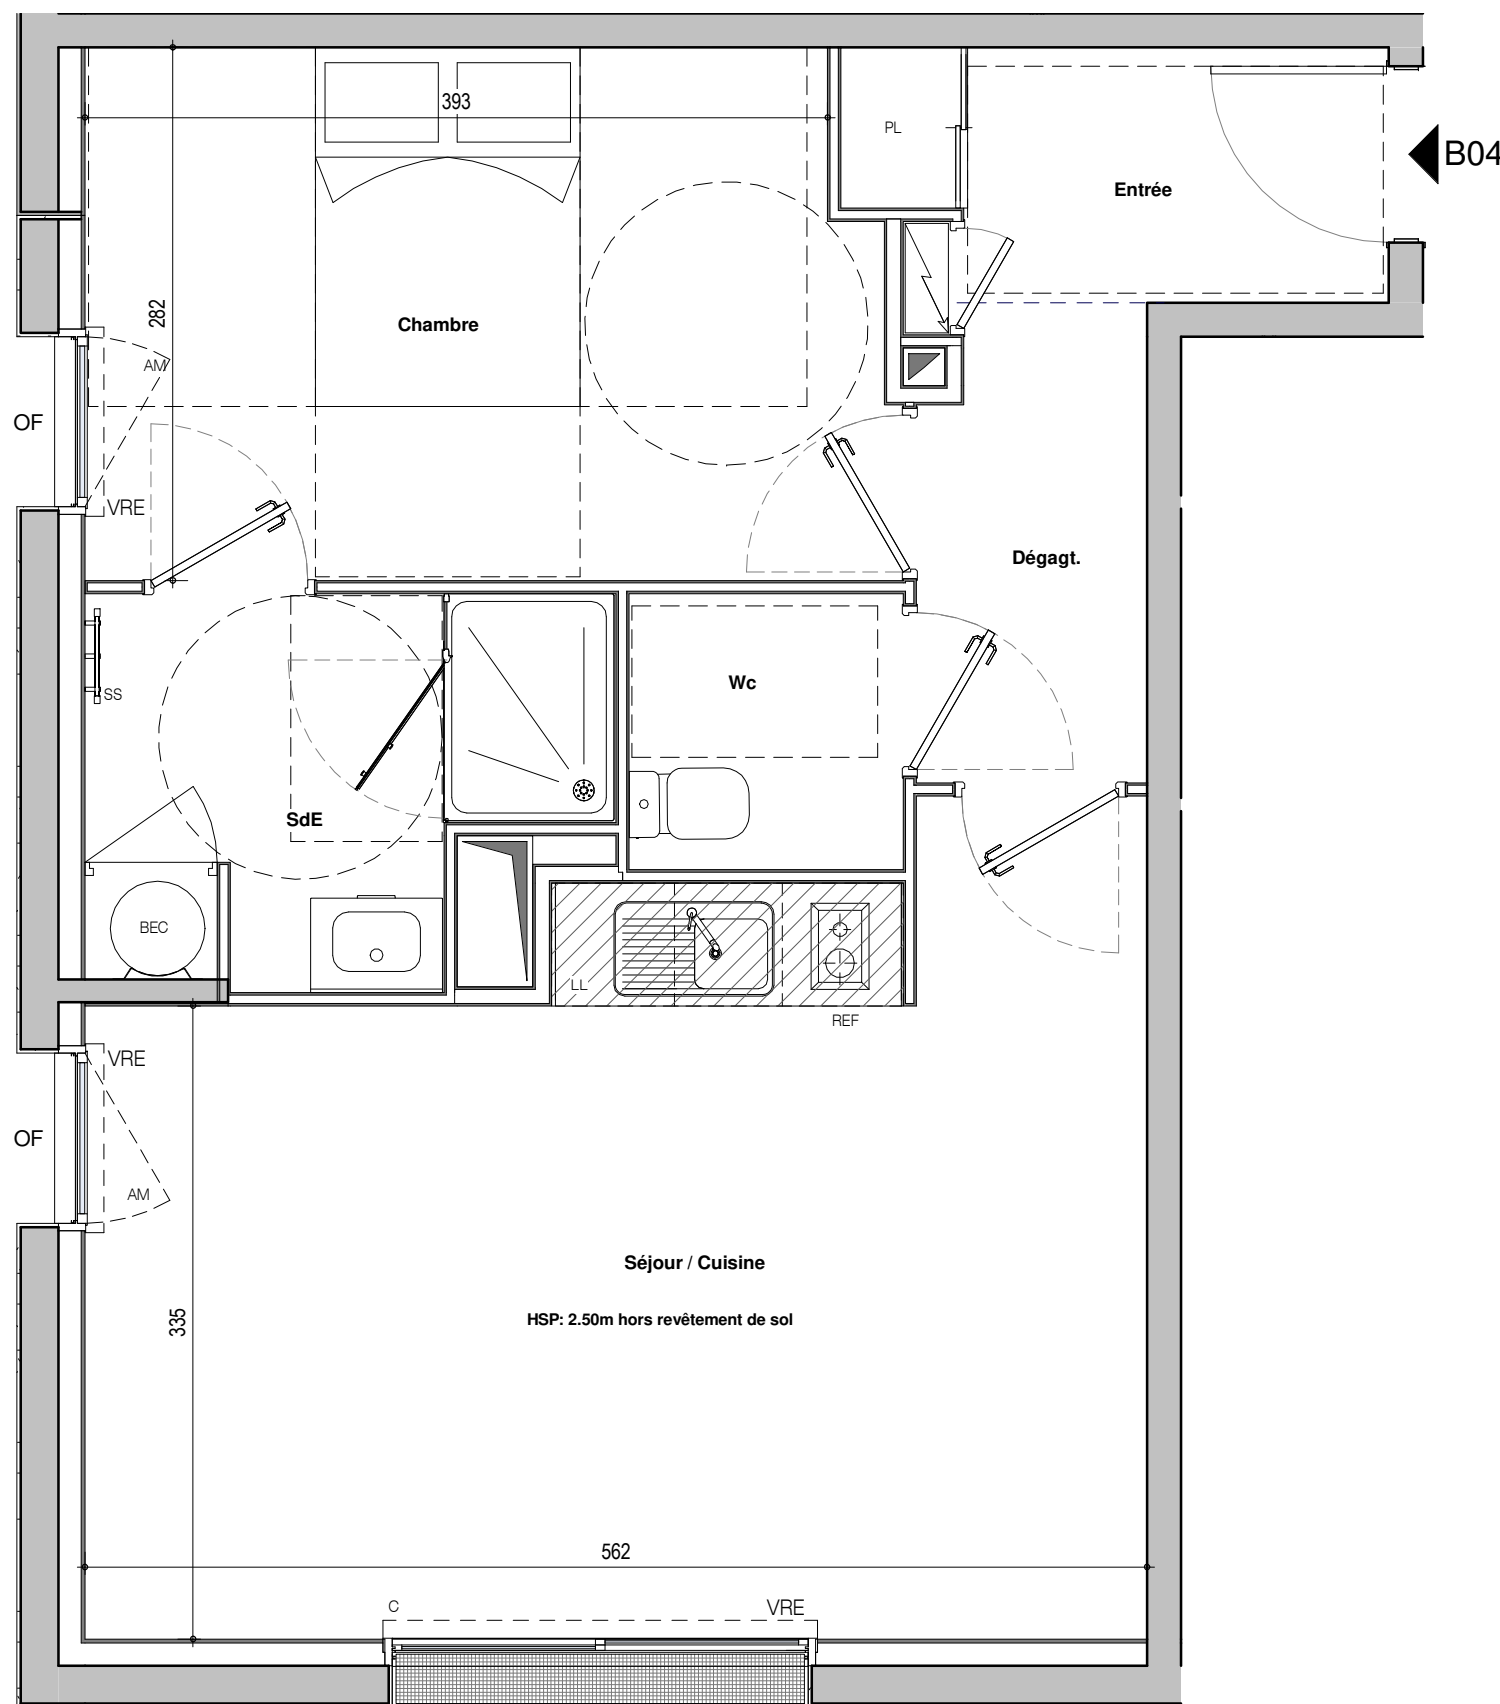 393
PL
B04
Entrée
282
Chambre
AM
OF
VRE
Dégagt.
SS
Wc
SdE
BEC
LL
REF
VRE
OF
AM
Séjour / Cuisine
335
HSP: 2.50m hors revêtement de sol
562
C
VRE